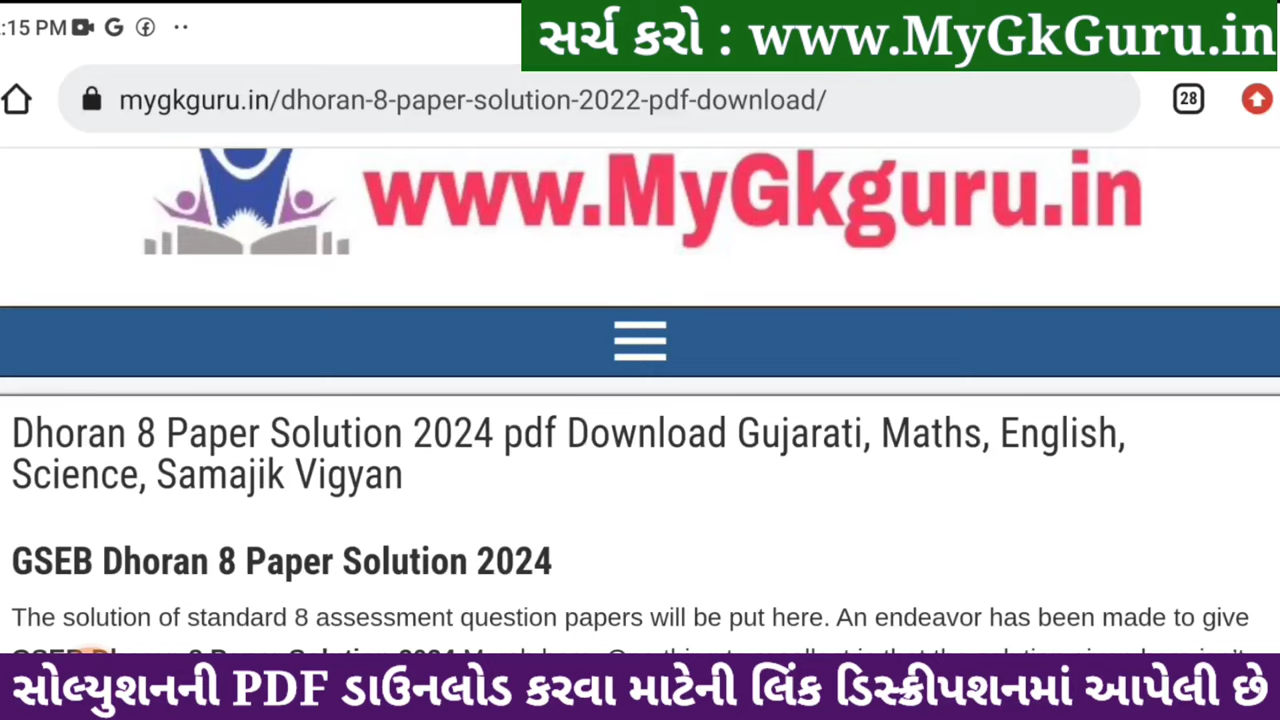 :15 PM
સર્ચ કરો : www.MyGkGuru.in
mygkguru.in/dhoran-8-paper-solution-2022-pdf-download/
28
www.MyGkguru.in
Dhoran 8 Paper Solution 2024 pdf Download Gujarati, Maths, English,
Science, Samajik Vigyan
GSEB Dhoran 8 Paper Solution 2024
The solution of standard 8 assessment question papers will be put here. An endeavor has been made to give
સોલ્યુશનની PDF ડાઉનલોડ કરવા માટેની લિંક ડિસ્ક્રીપશનમાં આપેલી છે